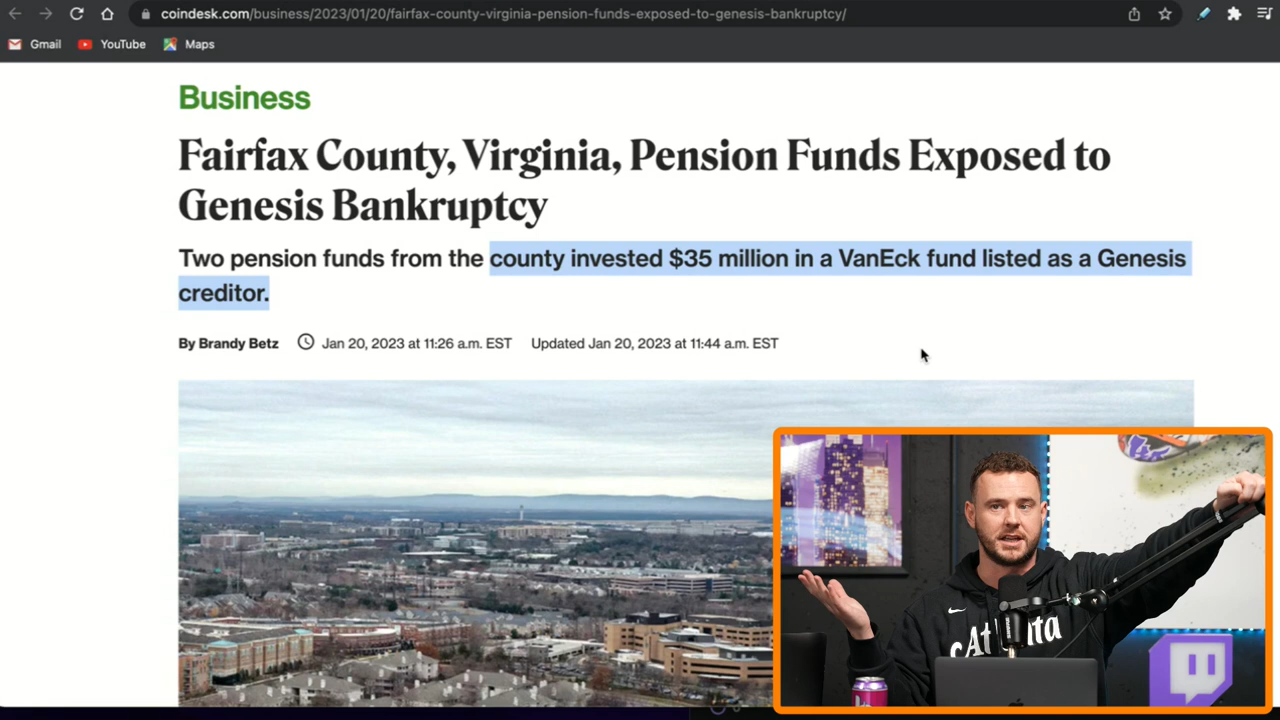 coindesk.com/business/2023/01/20/fairfax-county-virginia-pension-funds-exposed-to-genesis-bankruptcy/
Gmail YouTube Maps
Business
Fairfax County, Virginia, Pension Funds Exposed to
Genesis Bankruptcy
Two pension funds from the county invested $35 million in a VanEck fund listed as a Genesis
creditor.
By Brandy Betz Jan 20, 2023 at 11:26 a.m. EST Updated Jan 20, 2023 at 11:44 a.m. EST